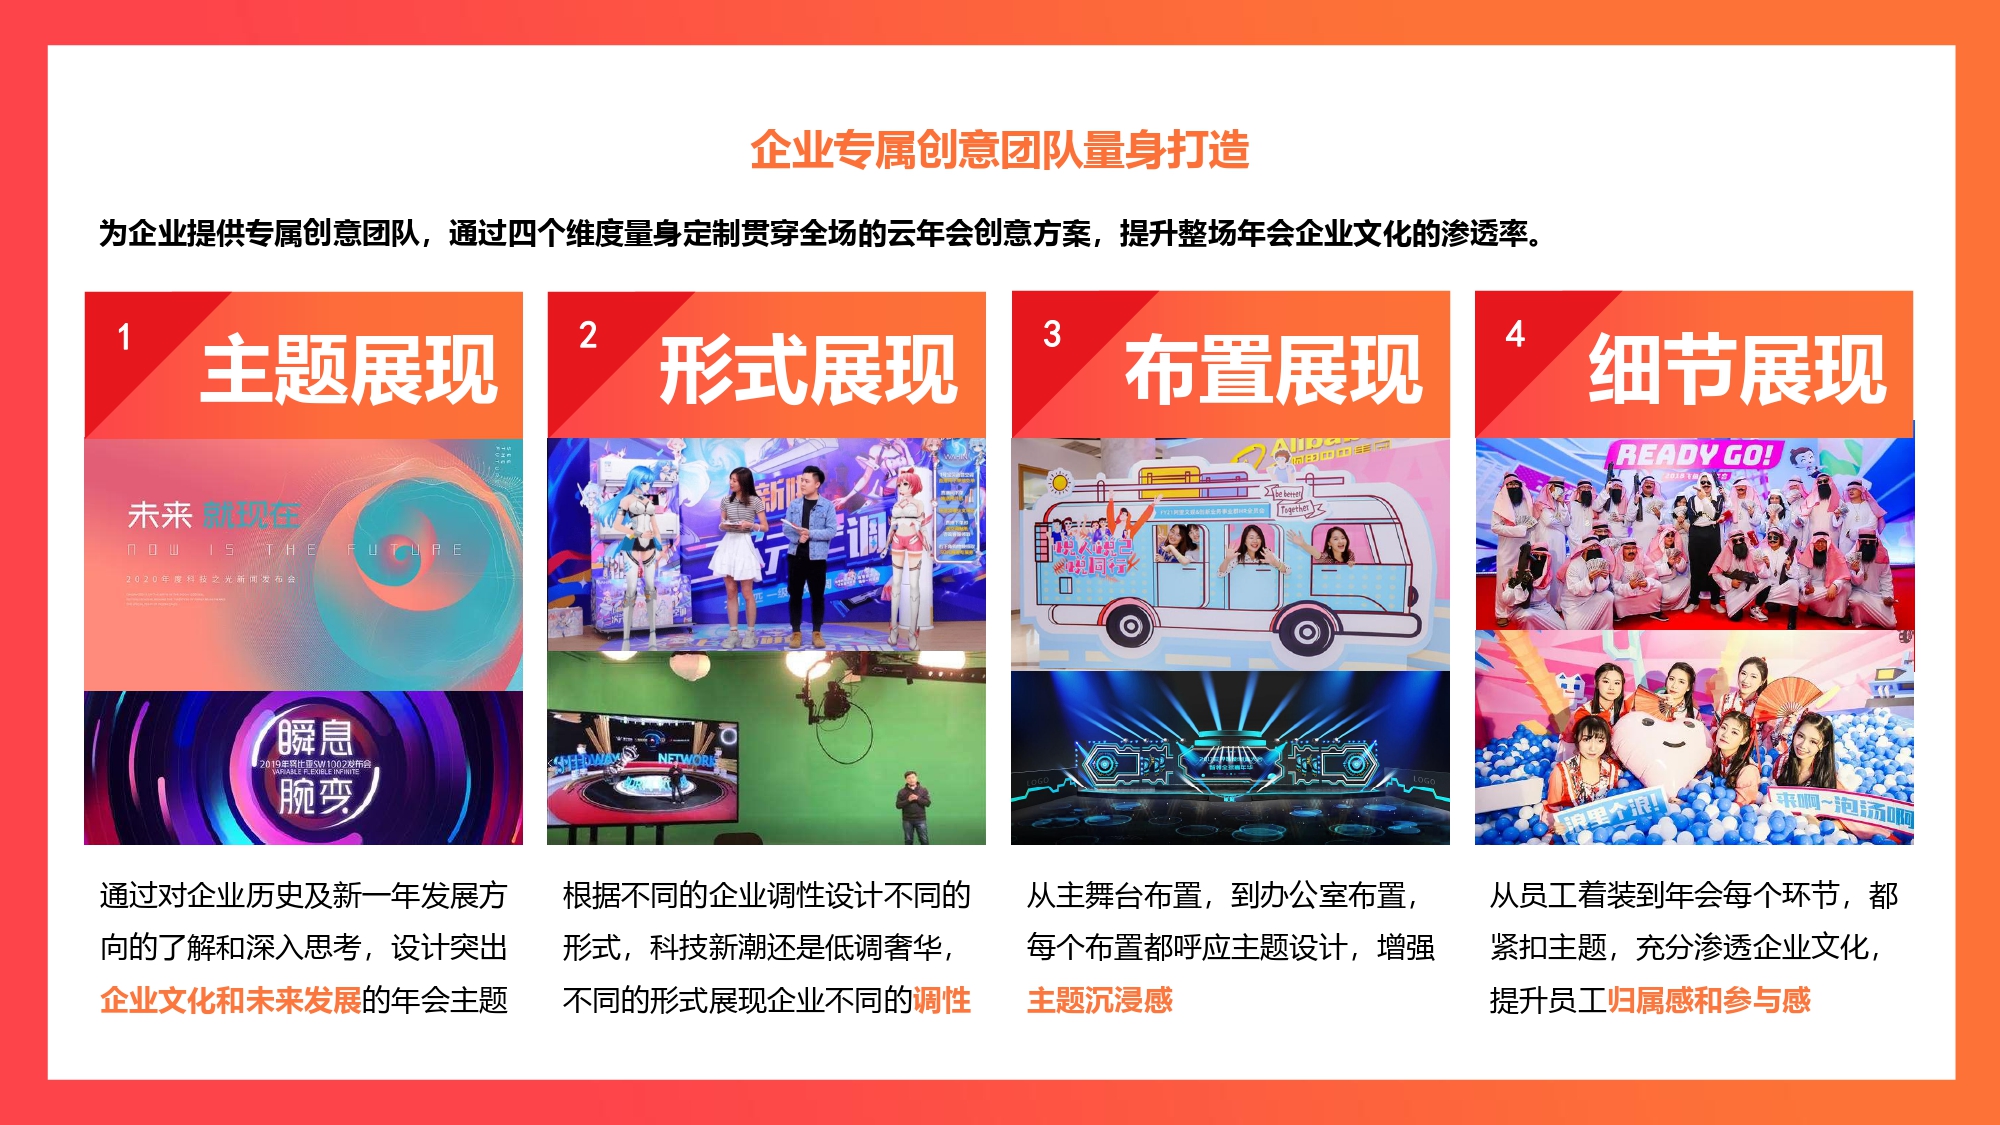 企业专属创意团队量身打造
为企业提供专属创意团队，通过四个维度量身定制贯穿全场的云年会创意方案，提升整场年会企业文化的渗透率。
1
主题展现
未来 就现在
NOW IS THE FUTURE
2020年度科技之光新闻发布会
瞬息
2019年赛比亚SW1002发布会
VARIABLE FLEXIBLE INFINITE
腕变
通过对企业历史及新一年发展方
向的了解和深入思考，设计突出
企业文化和未来发展的年会主题
2
形式展现
NETWORK
根据不同的企业调性设计不同的
形式，科技新潮还是低调奢华，
不同的形式展现企业不同的调性
3
布置展现
Alibaba
be better
Together
悦人悦己
悦同行
LOGO
LOGO
从主舞台布置，到办公室布置，
每个布置都呼应主题设计，增强
主题沉浸感
4
细节展现
READY GO!
浪里个浪!
来啊~泡汤啊
从员工着装到年会每个环节，都
紧扣主题，充分渗透企业文化，
提升员工归属感和参与感